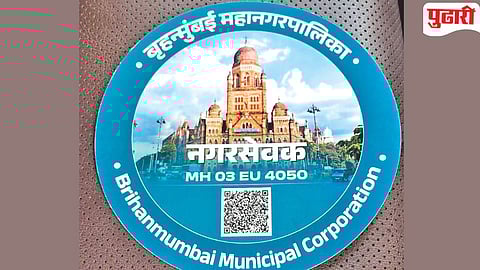 पुढारी
बृहन्मुंबई महानगरपालिका
नगरसेवक
MH 03 EU 4050
Brihanmumbai Municipal Corporation